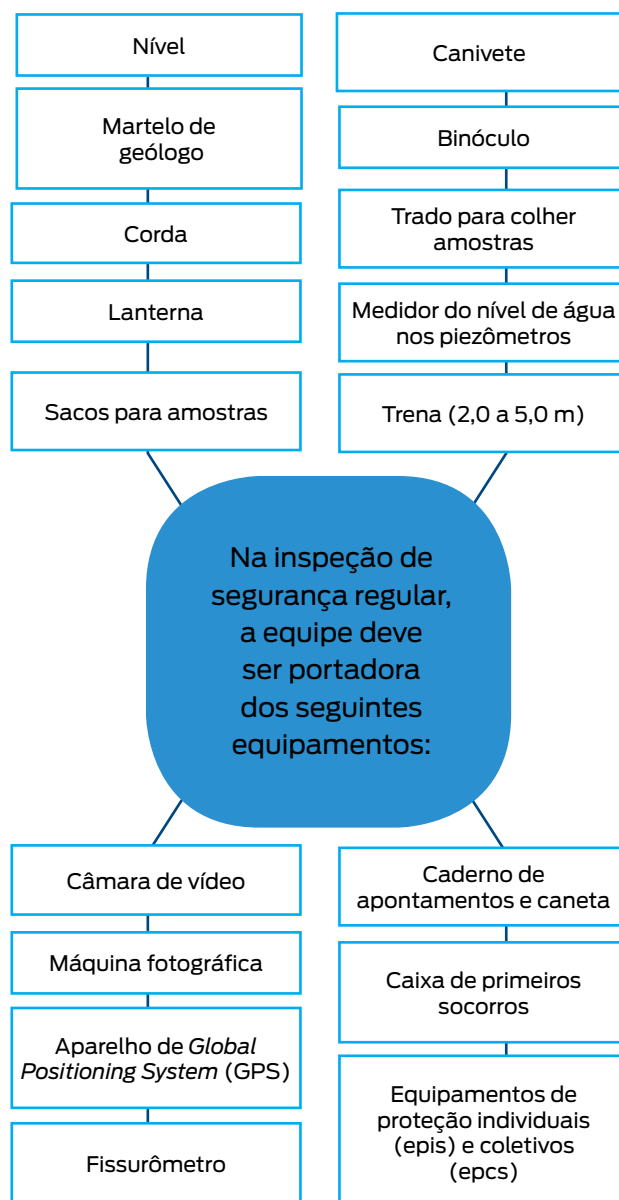 Nível
Martelo de
geólogo
Corda
Lanterna
Sacos para amostras
Canivete
Binóculo
Trado para colher
amostras
Medidor do nível de água
nos piezômetros
Trena (2,0 a 5,0 m)
Na inspeção de
segurança regular,
a equipe deve
ser portadora
dos seguintes
equipamentos:
Câmara de vídeo
Máquina fotográfica
Aparelho de Global
Positioning System (GPS)
Fissurômetro
Caderno de
apontamentos e caneta
Caixa de primeiros
socorros
Equipamentos de
proteção individuais
(epis) e coletivos
(epcs)